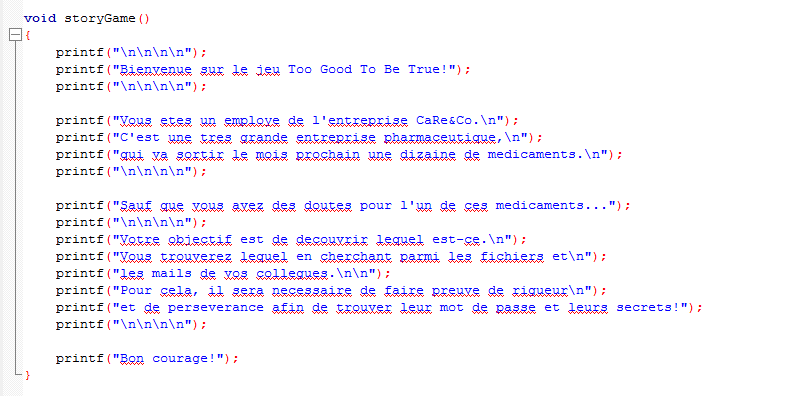 void storyGame()
{
printf("\n\n\n\n");
printf("Bienvenue sur le jeu Too Good To Be True!");
printf("\n\n\n\n");
printf("Vous etes un employe de l'entreprise CaRe&Co.\n");
printf("C'est une tres grande entreprise pharmaceutique,\n");
printf("qui va sortir le mois prochain une dizaine de medicaments.\n");
printf("\n\n\n\n");
printf("Sauf que vous avez des doutes pour l'un de ces medicaments...");
printf("\n\n\n\n");
printf("Votre objectif est de decouvrir lequel est-ce.\n");
printf("Vous trouverez lequel en cherchant parmi les fichiers et\n");
printf("les mails de vos collegues.\n\n");
printf("Pour cela, il sera necessaire de faire preuve de rigueur\n");
printf("et de perseverance afin de trouver leur mot de passe et leurs secrets!");
printf("\n\n\n\n");
printf("Bon courage!");
}